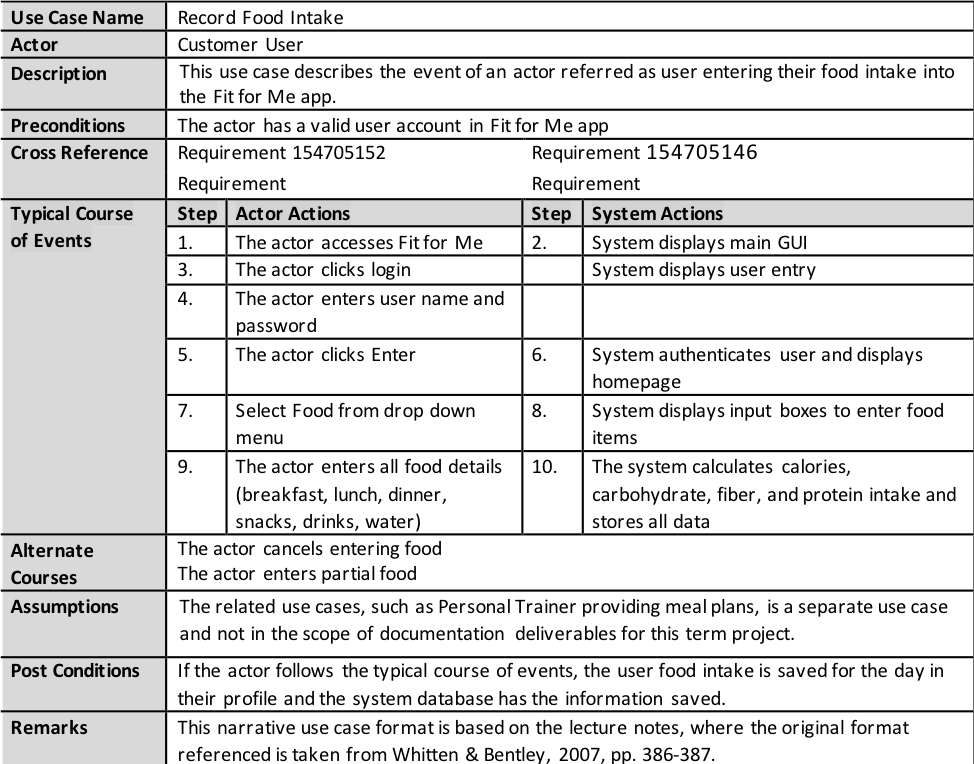 Use Case Name Record Food Intake
Actor Customer User
Description This use case describes the event of an actor referred as user entering their food intake into
the Fit for Me app.
Preconditions The actor has a valid user account in Fit for Me app
Cross Reference Requirement 154705152 Requirement 154705146
Requirement Requirement
Typical Course Step Actor Actions Step System Actions
of Events 1. The actor accesses Fit for Me 2. System displays main GUI
3. The actor clicks login System displays user entry
4. The actor enters user name and
password
5. The actor clicks Enter 6. System authenticates user and displays
homepage
7. Select Food from drop down 8. System displays input boxes to enter food
menu items
9. The actor enters all food details 10. The system calculates calories,
(breakfast, lunch, dinner, carbohydrate, fiber, and protein intake and
snacks, drinks, water) stores all data
Alternate The actor cancels entering food
Courses The actor enters partial food
Assumptions The related use cases, such as Personal Trainer providing meal plans, is a separate use case
and not in the scope of documentation deliverables for this term project.
Post Conditions If the actor follows the typical course of events, the user food intake is saved for the day in
their profile and the system database has the information saved.
Remarks This narrative use case format is based on the lecture notes, where the original format
referenced is taken from Whitten & Bentley, 2007, pp. 386-387.